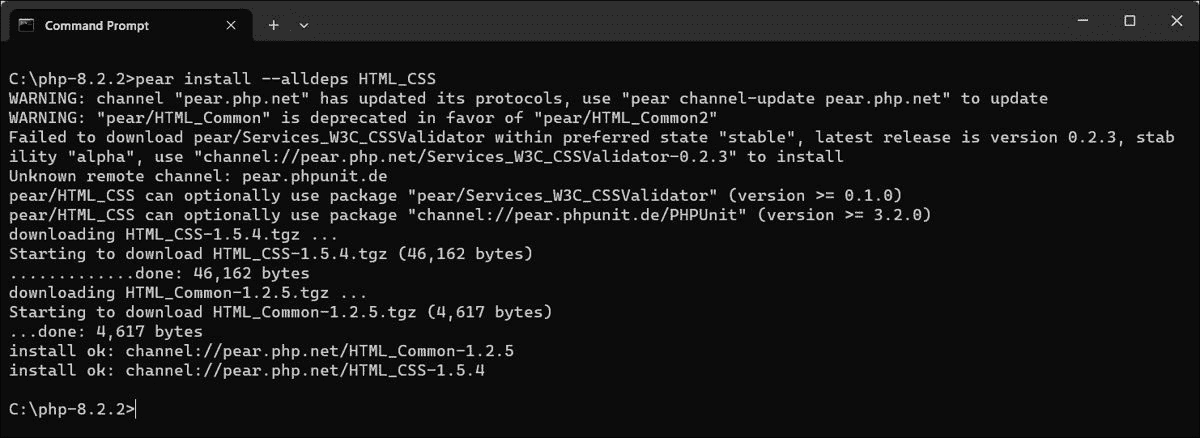 Command Prompt
C:\php-8.2.2>pear install --alldeps HTML_CSS
WARNING: channel "pear.php.net" has updated its protocols, use "pear channel-update pear.php.net" to update
WARNING: "pear/HTML_Common" is deprecated in favor of "pear/HTML_Common2"
Failed to download pear/Services_W3C_CSSValidator within preferred state "stable", latest release is version 0.2.3, stab
ility "alpha", use "channel://pear.php.net/Services_W3C_CSSValidator-0.2.3" to install
Unknown remote channel: pear.phpunit.de
pear/HTML_CSS can optionally use package "pear/Services_W3C_CSSValidator" (version >= 0.1.0)
pear/HTML_CSS can optionally use package "channel://pear.phpunit.de/PHPUnit" (version >= 3.2.0)
downloading HTML_CSS-1.5.4.tgz ...
Starting to download HTML_CSS-1.5.4.tgz (46,162 bytes)
.............done: 46,162 bytes
downloading HTML_Common-1.2.5.tgz ...
Starting to download HTML_Common-1.2.5.tgz (4,617 bytes)
...done: 4,617 bytes
install ok: channel://pear.php.net/HTML_Common-1.2.5
install ok: channel://pear.php.net/HTML_CSS-1.5.4
C:\php-8.2.2>